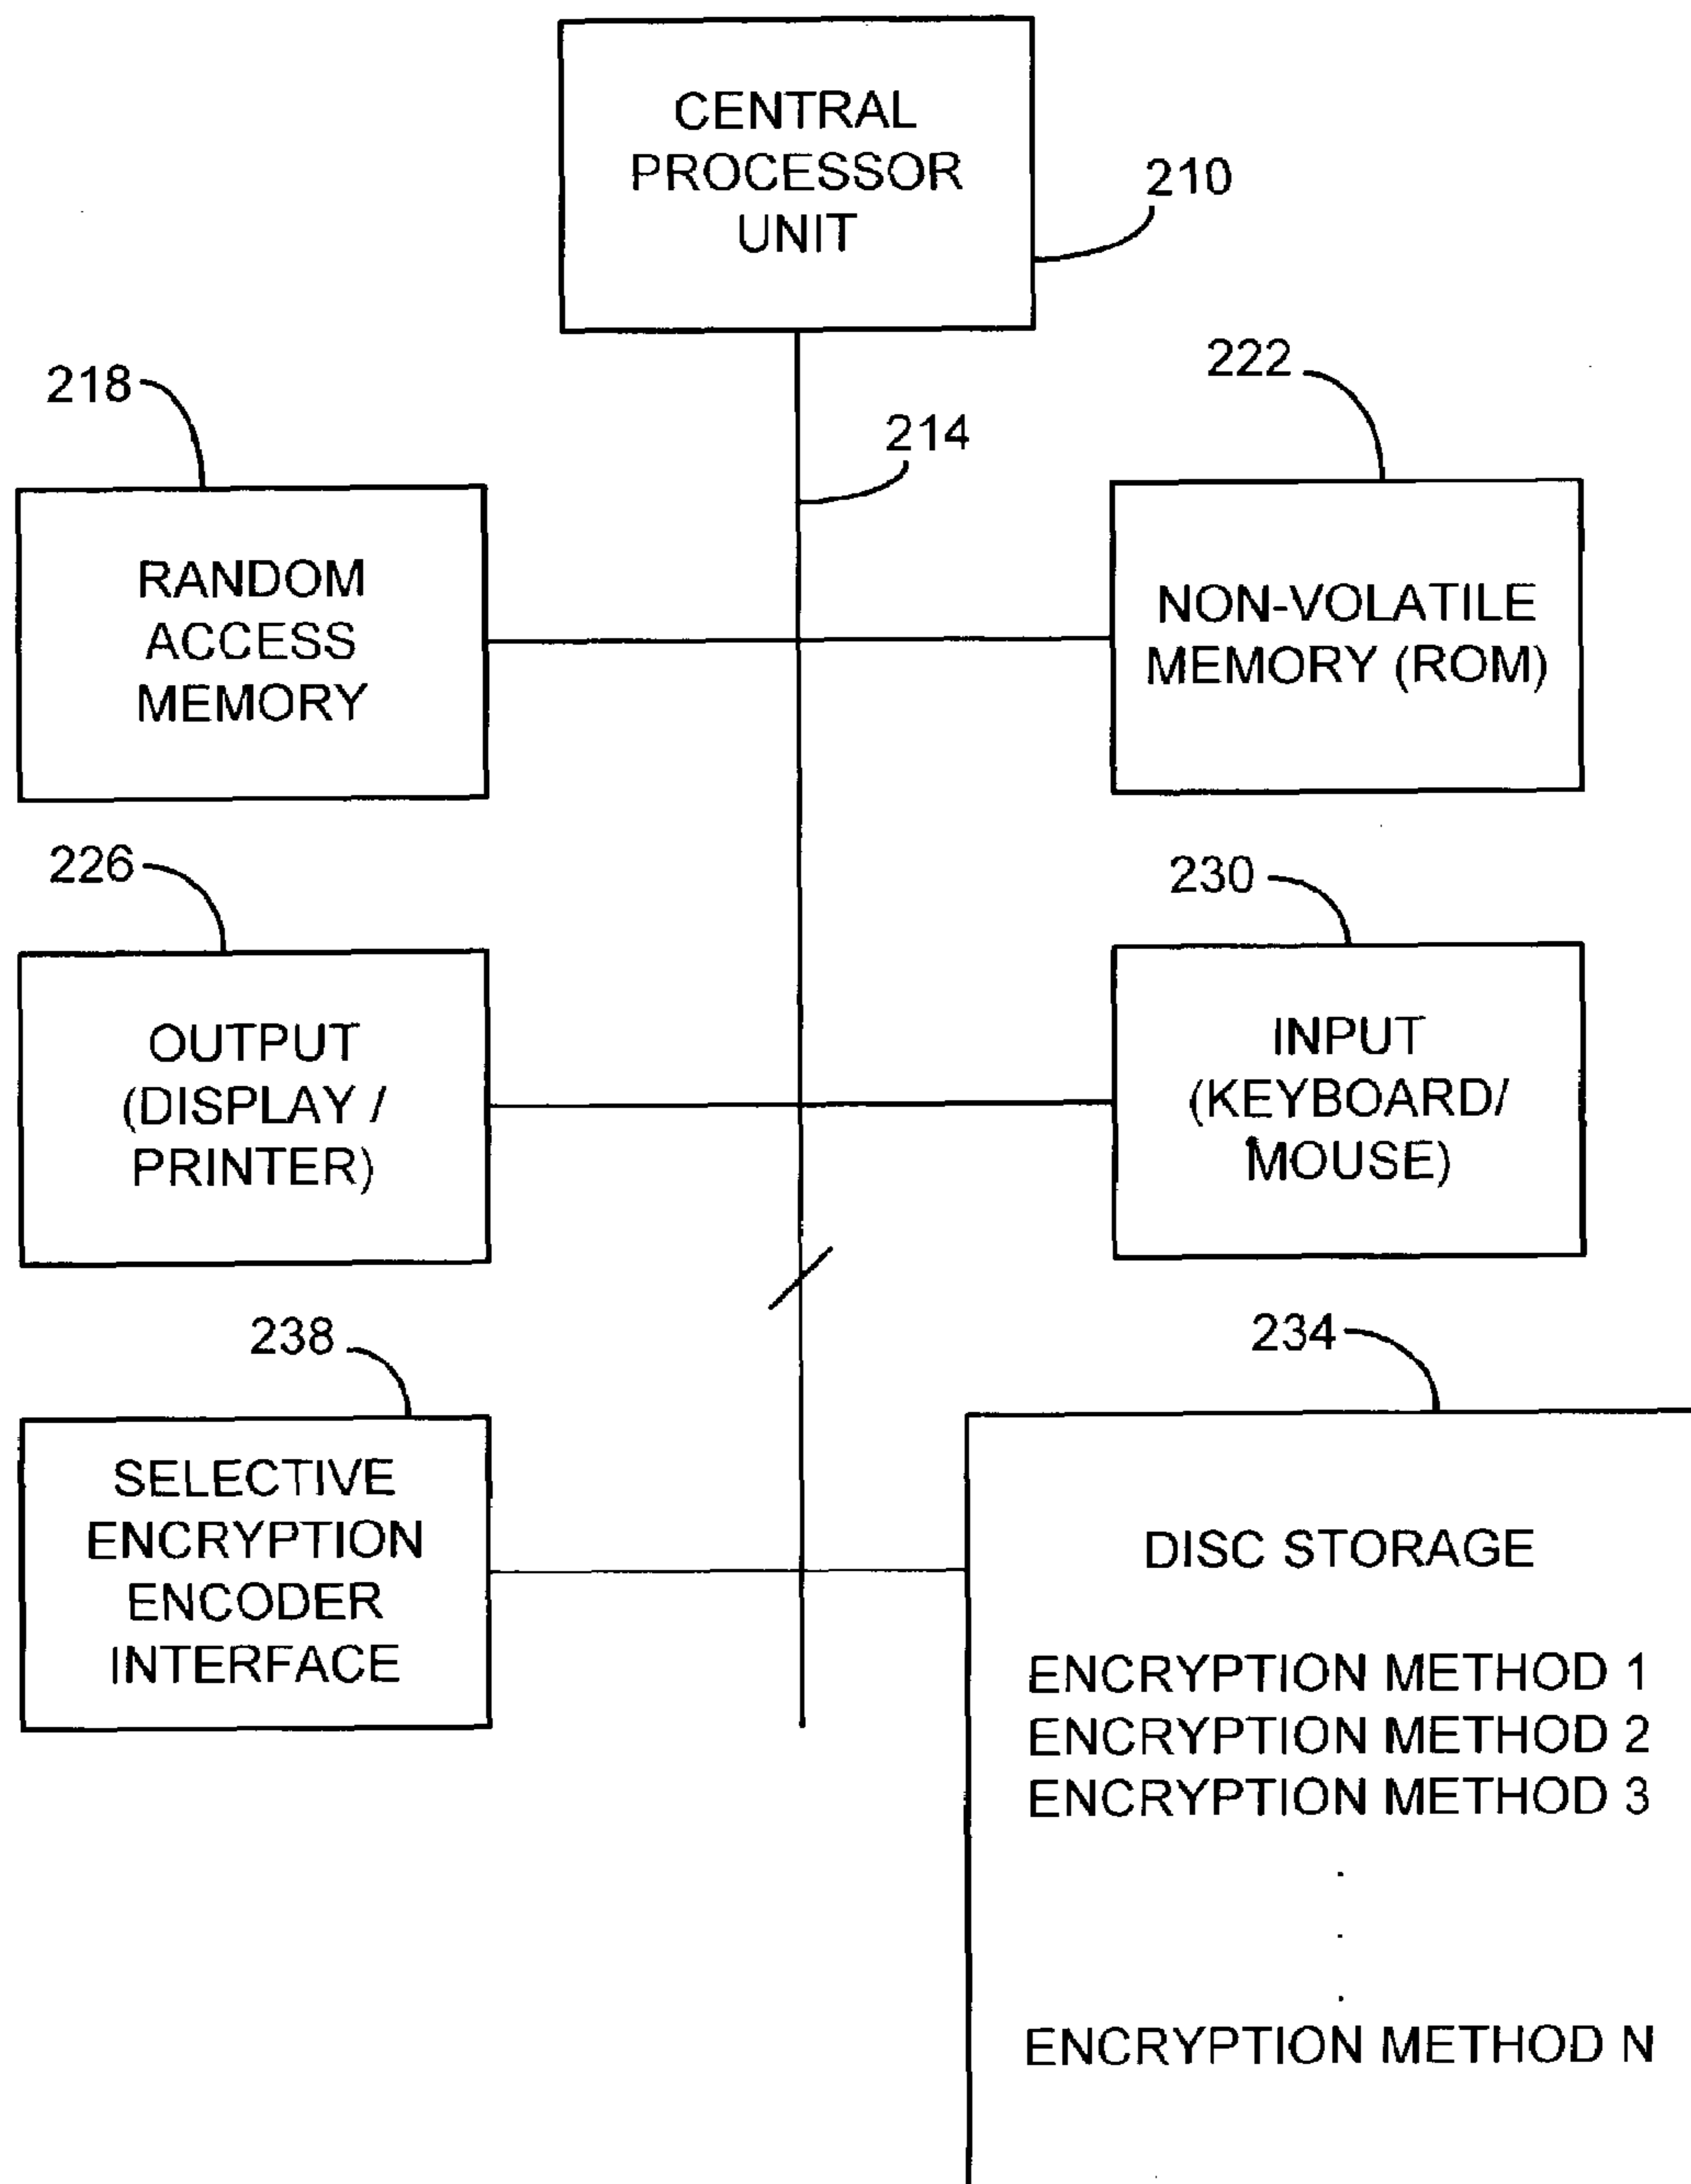 CENTRAL
PROCESSOR
UNIT
210
218
222
214
RANDOM
ACCESS
MEMORY
NON-VOLATILE
MEMORY (ROM)
226
230
OUTPUT
(DISPLAY /
PRINTER)
INPUT
(KEYBOARD/
MOUSE)
238
234
SELECTIVE
ENCRYPTION
ENCODER
INTERFACE
DISC STORAGE
ENCRYPTION METHOD 1
ENCRYPTION METHOD 2
ENCRYPTION METHOD 3
.
.
.
ENCRYPTION METHOD N